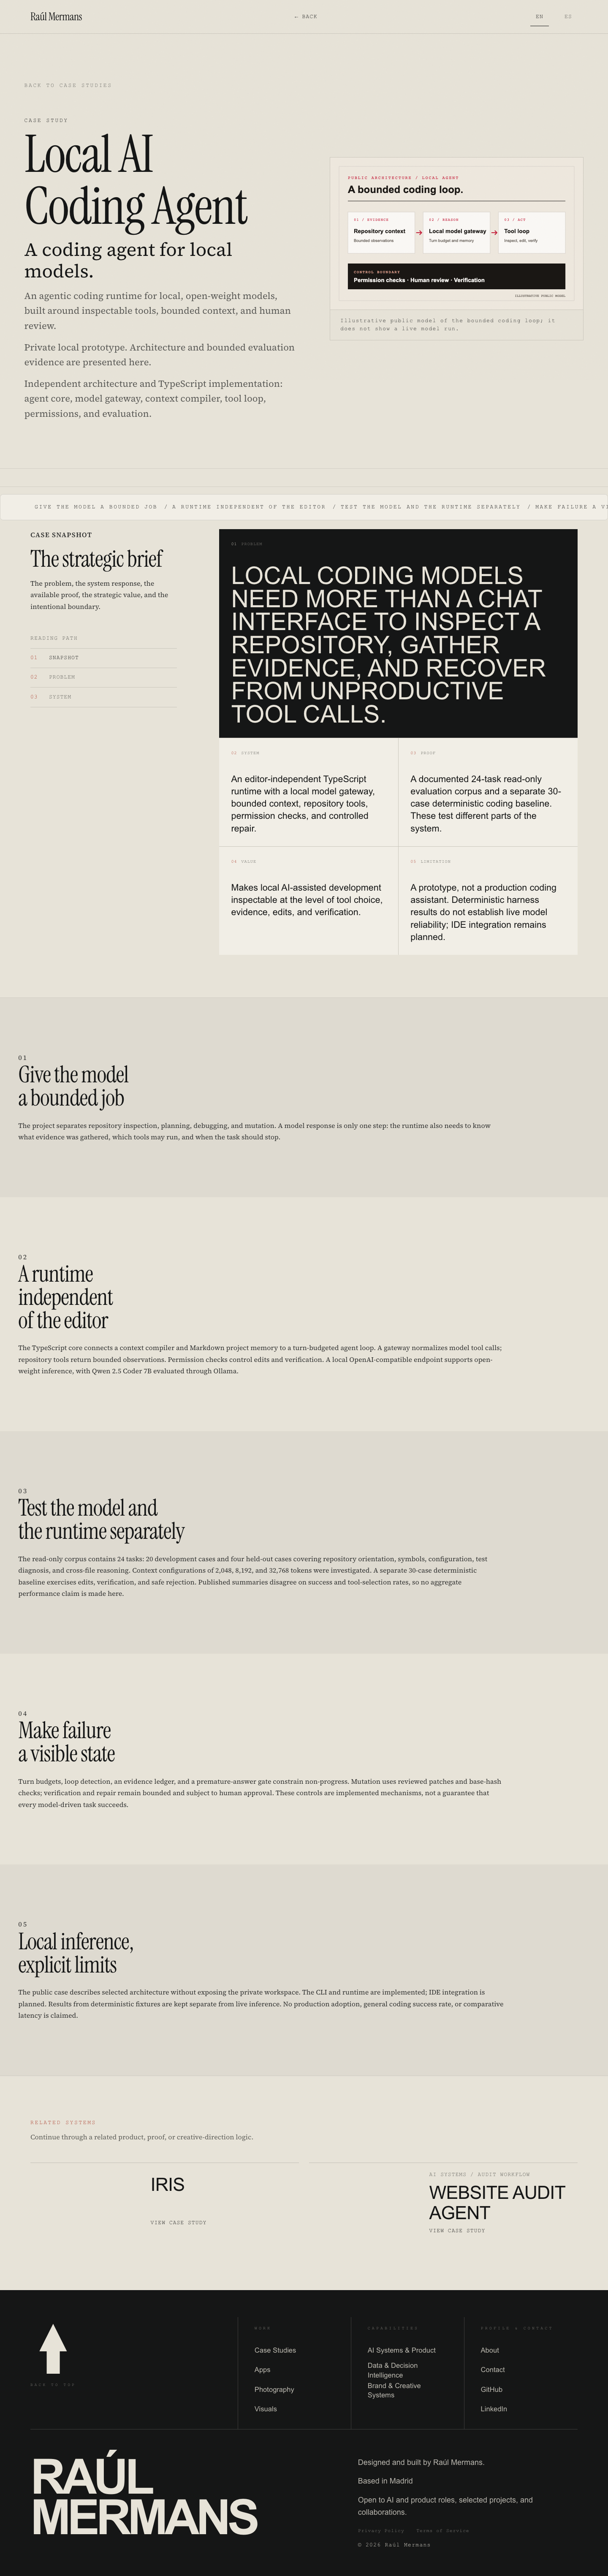 Raúl Mermans
← BACK
EN
ES
BACK TO CASE STUDIES
CASE STUDY
Local AI
Coding Agent
A coding agent for local
models.
An agentic coding runtime for local, open-weight models,
built around inspectable tools, bounded context, and human
review.
Private local prototype. Architecture and bounded evaluation
evidence are presented here.
Independent architecture and TypeScript implementation:
agent core, model gateway, context compiler, tool loop,
permissions, and evaluation.
PUBLIC ARCHITECTURE / LOCAL AGENT
A bounded coding loop.
01 / EVIDENCE
Repository context
Bounded observations
→
02 / REASON
Local model gateway
Turn budget and memory
→
03 / ACT
Tool loop
Inspect, edit, verify
CONTROL BOUNDARY
Permission checks · Human review · Verification
ILLUSTRATIVE PUBLIC MODEL
Illustrative public model of the bounded coding loop; it
does not show a live model run.
GIVE THE MODEL A BOUNDED JOB / A RUNTIME INDEPENDENT OF THE EDITOR / TEST THE MODEL AND THE RUNTIME SEPARATELY / MAKE FAILURE A
CASE SNAPSHOT
The strategic brief
The problem, the system response, the
available proof, the strategic value, and the
intentional boundary.
READING PATH
01 SNAPSHOT
02 PROBLEM
03 SYSTEM
01 PROBLEM
LOCAL CODING MODELS
NEED MORE THAN A CHAT
INTERFACE TO INSPECT A
REPOSITORY, GATHER
EVIDENCE, AND RECOVER
FROM UNPRODUCTIVE
TOOL CALLS.
02 SYSTEM
An editor-independent TypeScript
runtime with a local model gateway,
bounded context, repository tools,
permission checks, and controlled
repair.
03 PROOF
A documented 24-task read-only
evaluation corpus and a separate 30-
case deterministic coding baseline.
These test different parts of the
system.
04 VALUE
Makes local AI-assisted development
inspectable at the level of tool choice,
evidence, edits, and verification.
05 LIMITATION
A prototype, not a production coding
assistant. Deterministic harness
results do not establish live model
reliability; IDE integration remains
planned.
01
Give the model
a bounded job
The project separates repository inspection, planning, debugging, and mutation. A model response is only one step: the runtime also needs to know
what evidence was gathered, which tools may run, and when the task should stop.
02
A runtime
independent
of the editor
The TypeScript core connects a context compiler and Markdown project memory to a turn-budgeted agent loop. A gateway normalizes model tool calls;
repository tools return bounded observations. Permission checks control edits and verification. A local OpenAI-compatible endpoint supports open-
weight inference, with Qwen 2.5 Coder 7B evaluated through Ollama.
03
Test the model and
the runtime separately
The read-only corpus contains 24 tasks: 20 development cases and four held-out cases covering repository orientation, symbols, configuration, test
diagnosis, and cross-file reasoning. Context configurations of 2,048, 8,192, and 32,768 tokens were investigated. A separate 30-case deterministic
baseline exercises edits, verification, and safe rejection. Published summaries disagree on success and tool-selection rates, so no aggregate
performance claim is made here.
04
Make failure
a visible state
Turn budgets, loop detection, an evidence ledger, and a premature-answer gate constrain non-progress. Mutation uses reviewed patches and base-hash
checks; verification and repair remain bounded and subject to human approval. These controls are implemented mechanisms, not a guarantee that
every model-driven task succeeds.
05
Local inference,
explicit limits
The public case describes selected architecture without exposing the private workspace. The CLI and runtime are implemented; IDE integration is
planned. Results from deterministic fixtures are kept separate from live inference. No production adoption, general coding success rate, or comparative
latency is claimed.
RELATED SYSTEMS
Continue through a related product, proof, or creative-direction logic.
IRIS
VIEW CASE STUDY
AI SYSTEMS / AUDIT WORKFLOW
WEBSITE AUDIT
AGENT
VIEW CASE STUDY
BACK TO TOP
WORK
Case Studies
Apps
Photography
Visuals
CAPABILITIES
AI Systems & Product
Data & Decision
Intelligence
Brand & Creative
Systems
PROFILE & CONTACT
About
Contact
GitHub
LinkedIn
RAÚL
MERMANS
Designed and built by Raúl Mermans.
Based in Madrid
Open to AI and product roles, selected projects, and
collaborations.
Privacy Policy Terms of Service
© 2026 Raúl Mermans